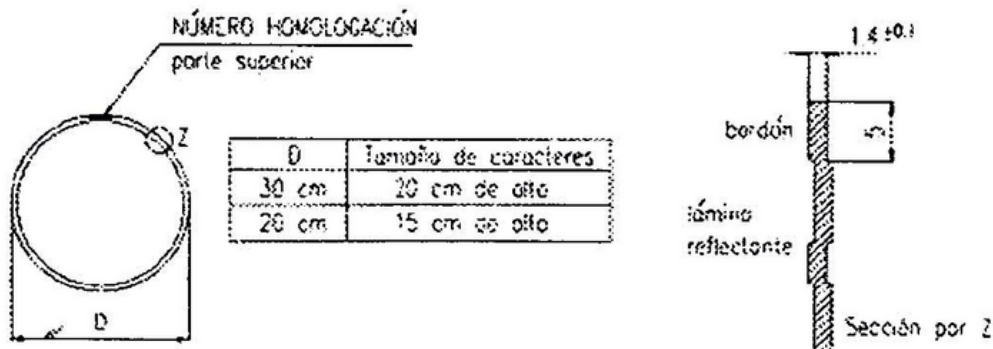 NÚMERO HOMOLOGACIÓN
parte superior
Z
D	Tamaño de caracteres
30 cm	20 cm de alto
20 cm	15 cm de alto
D
1.4 ±0.1
bordón
5
lámina
reflectante
Sección por Z